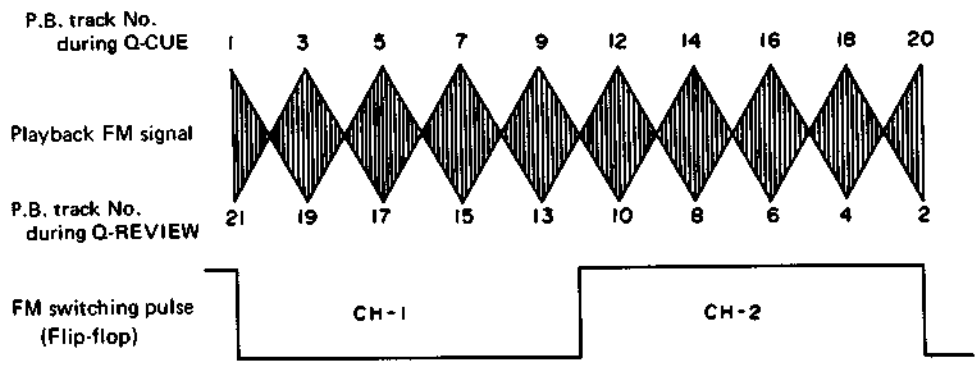 P.B. track No.
during Q-CUE
1 3 5 7 9 12 14 16 18 20
Playback FM signal
P.B. track No.
during Q-REVIEW
21 19 17 15 13 10 8 6 4 2
FM switching pulse
(Flip-flop)
CH-1
CH-2